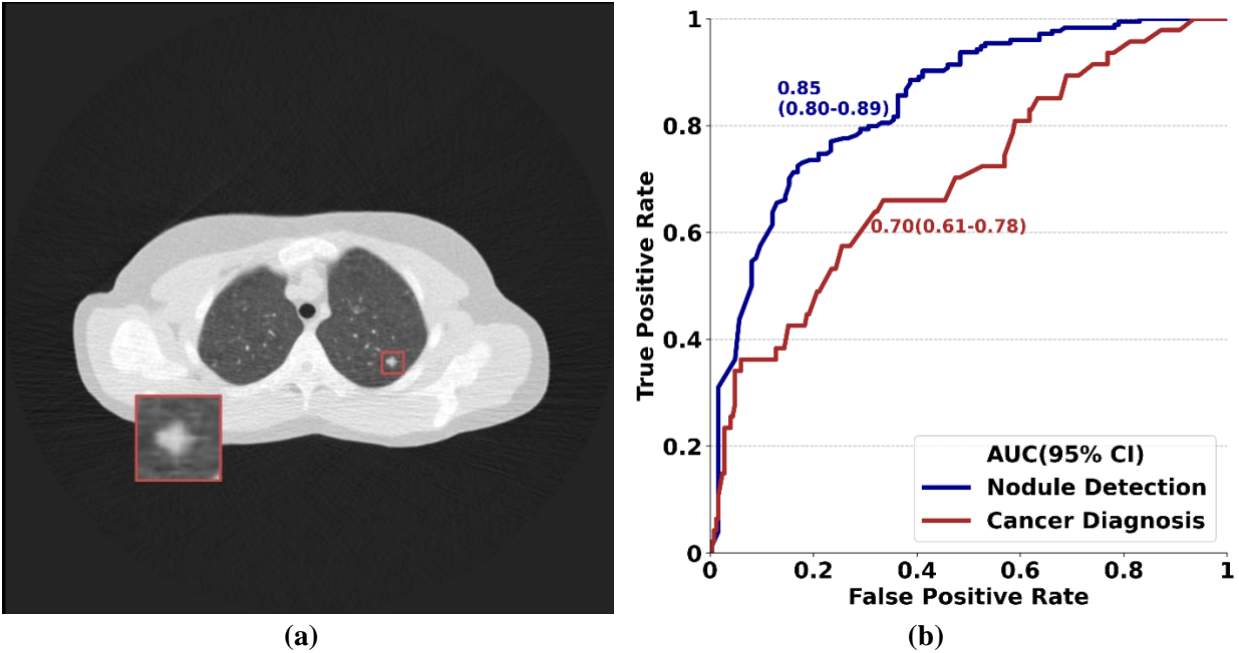 (a)
True Positive Rate
1
0.8
0.6
0.4
0.2
0
0.85
(0.80-0.89)
0.70(0.61-0.78)
AUC(95% CI)
Nodule Detection
Cancer Diagnosis
0 0.2 0.4 0.6 0.8 1
False Positive Rate
(b)